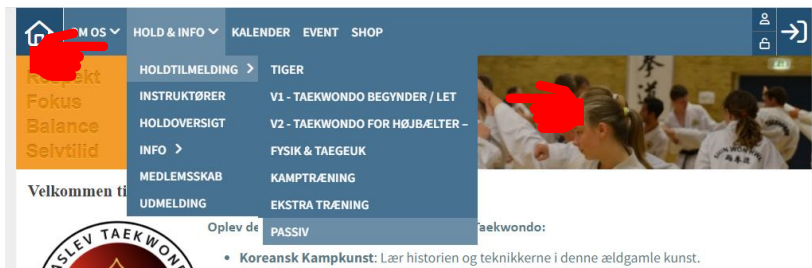 OM OS HOLD & INFO KALENDER EVENT SHOP
HOLDTILMELDING >
INSTRUKTØRER
HOLDOVERSIGT
INFO >
MEDLEMSSKAB
UDMELDING
TIGER
V1 - TAEKWONDO BEGYNDER / LET
V2 - TAEKWONDO FOR HØJBÆLTER –
FYSIK & TAEGEUK
KAMPTRÆNING
EKSTRA TRÆNING
PASSIV
Respekt
Fokus
Balance
Selvtilid
Velkommen ti
Oplev de
Taekwondo:
• Koreansk Kampkunst: Lær historien og teknikkerne i denne ældgamle kunst.
ASLEV TAEKWON